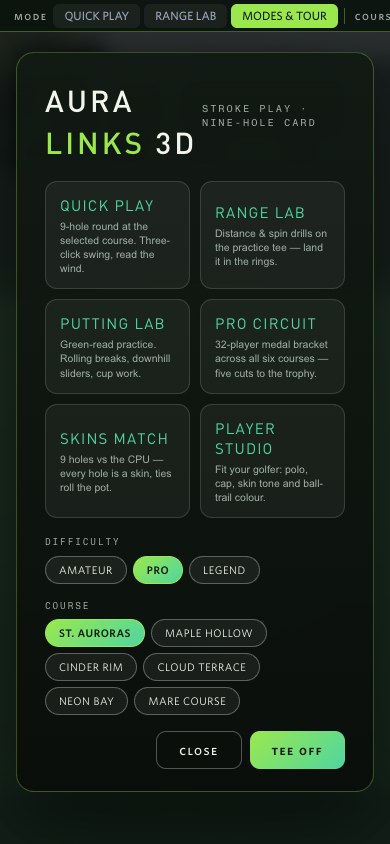 MODE QUICK PLAY RANGE LAB MODES & TOUR
AURA
LINKS 3D
STROKE PLAY ·
NINE-HOLE CARD
QUICK PLAY
9-hole round at the
selected course. Three-
click swing, read the
wind.
RANGE LAB
Distance & spin drills on
the practice tee — land
it in the rings.
PUTTING LAB
Green-read practice.
Rolling breaks, downhill
sliders, cup work.
PRO CIRCUIT
32-player medal bracket
across all six courses —
five cuts to the trophy.
SKINS MATCH
9 holes vs the CPU —
every hole is a skin, ties
roll the pot.
PLAYER
STUDIO
Fit your golfer: polo,
cap, skin tone and ball-
trail colour.
DIFFICULTY
AMATEUR PRO LEGEND
COURSE
ST. AURORAS MAPLE HOLLOW
CINDER RIM CLOUD TERRACE
NEON BAY MARE COURSE
CLOSE TEE OFF